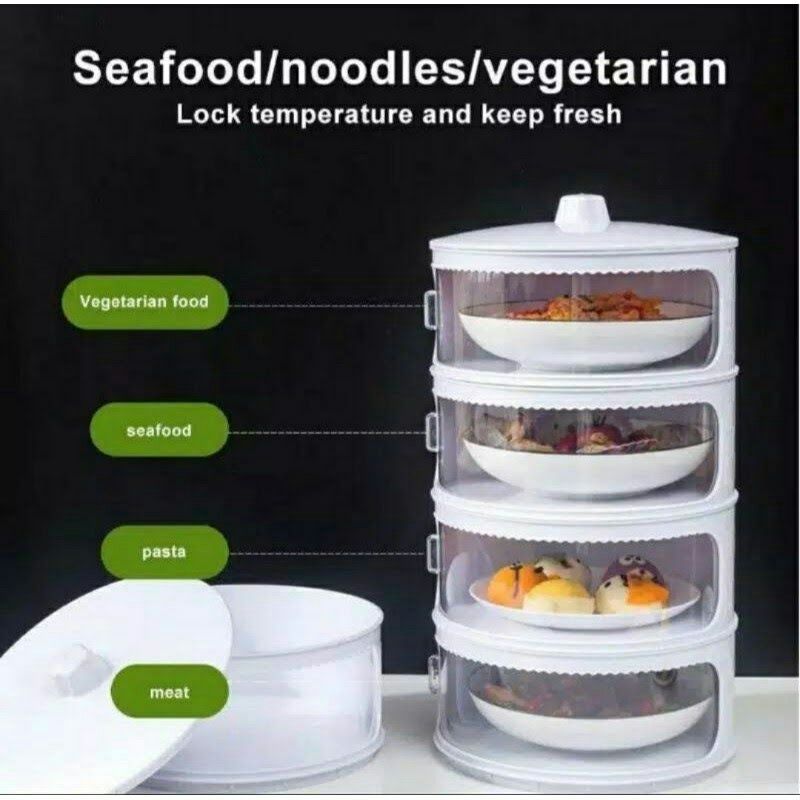 Seafood/noodles/vegetarian
Lock temperature and keep fresh
Vegetarian food
seafood
pasta
meat